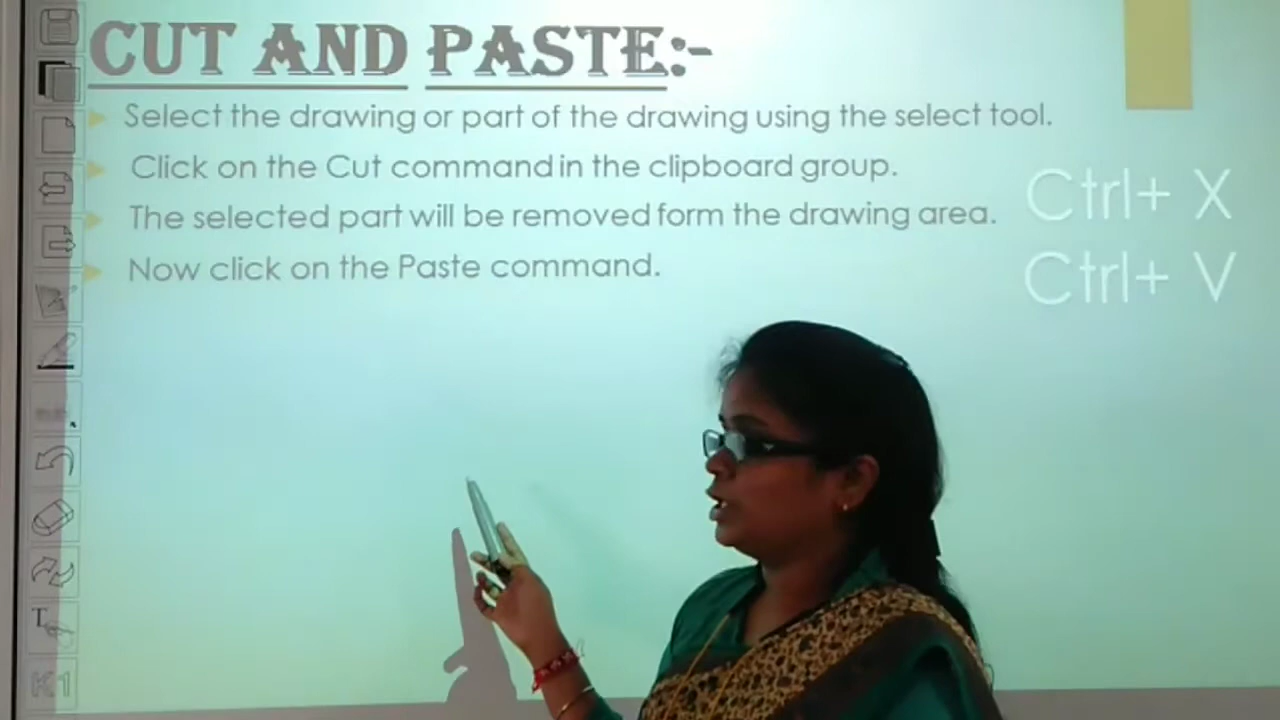 CUT AND PASTE:-
Select the drawing or part of the drawing using the select tool.
Click on the Cut command in the clipboard group.
The selected part will be removed form the drawing area.
Now click on the Paste command.
Ctrl+ X
Ctrl+ V
T